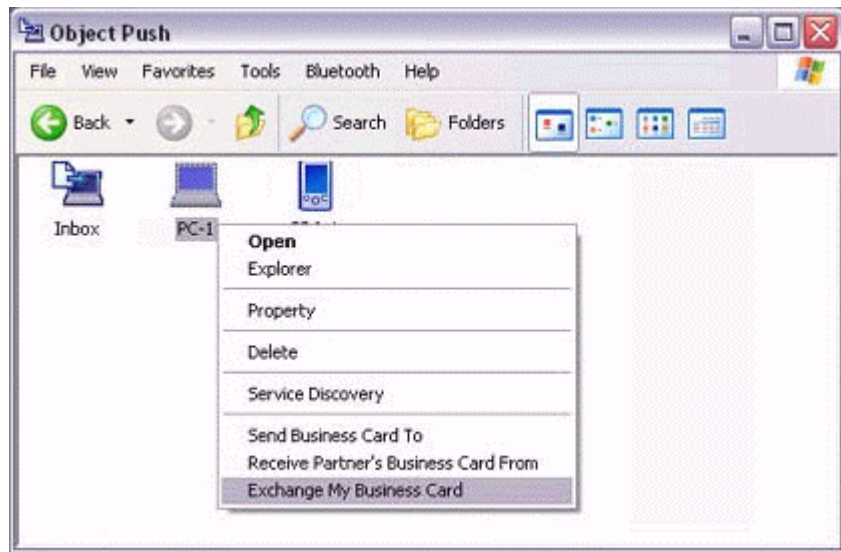 Object Push
File View Favorites Tools Bluetooth Help
Back Search Folders
Inbox PC-1
Open
Explorer
Property
Delete
Service Discovery
Send Business Card To
Receive Partner's Business Card From
Exchange My Business Card